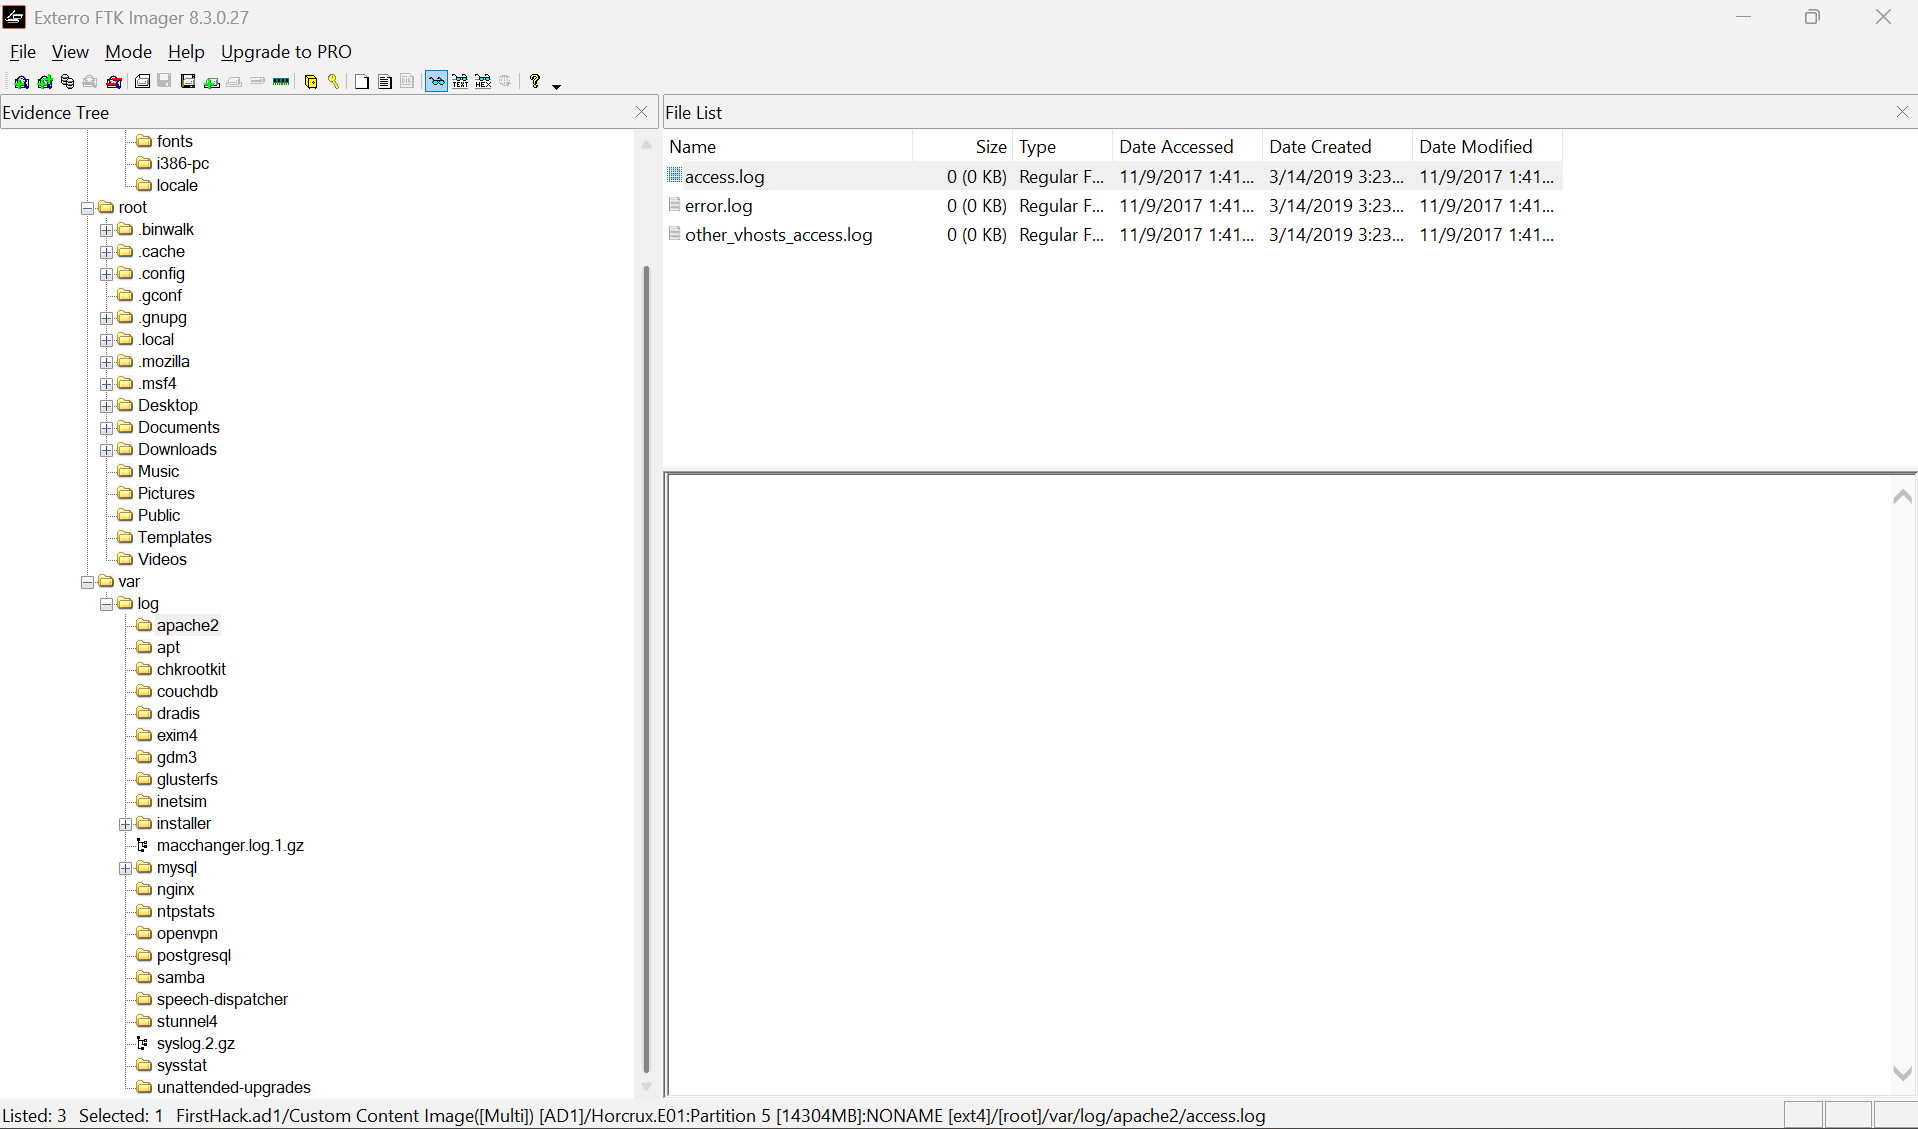 Exterro FTK Imager 8.3.0.27
File View Mode Help Upgrade to PRO
Evidence Tree
fonts
i386-pc
locale
root
.binwalk
.cache
.config
.gconf
.gnupg
.local
.mozilla
.msf4
Desktop
Documents
Downloads
Music
Pictures
Public
Templates
Videos
var
log
apache2
apt
chkrootkit
couchdb
dradis
exim4
gdm3
glusterfs
inetsim
installer
macchanger.log.1.gz
mysql
nginx
ntpstats
openvpn
postgresql
samba
speech-dispatcher
stunnel4
syslog.2.gz
sysstat
unattended-upgrades
File List
Name Size Type Date Accessed Date Created Date Modified
access.log 0 (0 KB) Regular F... 11/9/2017 1:41... 3/14/2019 3:23... 11/9/2017 1:41...
error.log 0 (0 KB) Regular F... 11/9/2017 1:41... 3/14/2019 3:23... 11/9/2017 1:41...
other_vhosts_access.log 0 (0 KB) Regular F... 11/9/2017 1:41... 3/14/2019 3:23... 11/9/2017 1:41...
Listed: 3 Selected: 1 FirstHack.ad1/Custom Content Image([Multi]) [AD1]/Horcrux.E01:Partition 5 [14304MB]:NONAME [ext4]/[root]/var/log/apache2/access.log